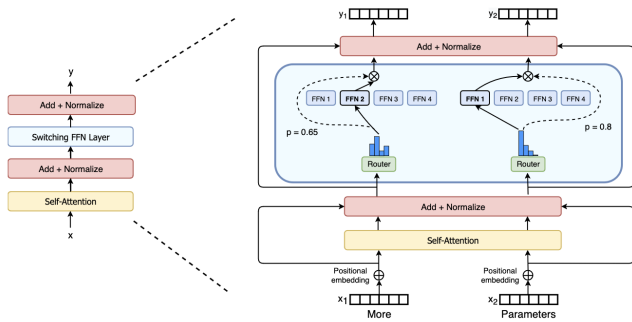 y
Add + Normalize
Switching FFN Layer
Add + Normalize
Self-Attention
x
y₁
y₂
Add + Normalize
FFN 1 FFN 2 FFN 3 FFN 4
FFN 1 FFN 2 FFN 3 FFN 4
p = 0.65
p = 0.8
Router
Router
Add + Normalize
Self-Attention
Positional
embedding
Positional
embedding
x₁
x₂
More
Parameters